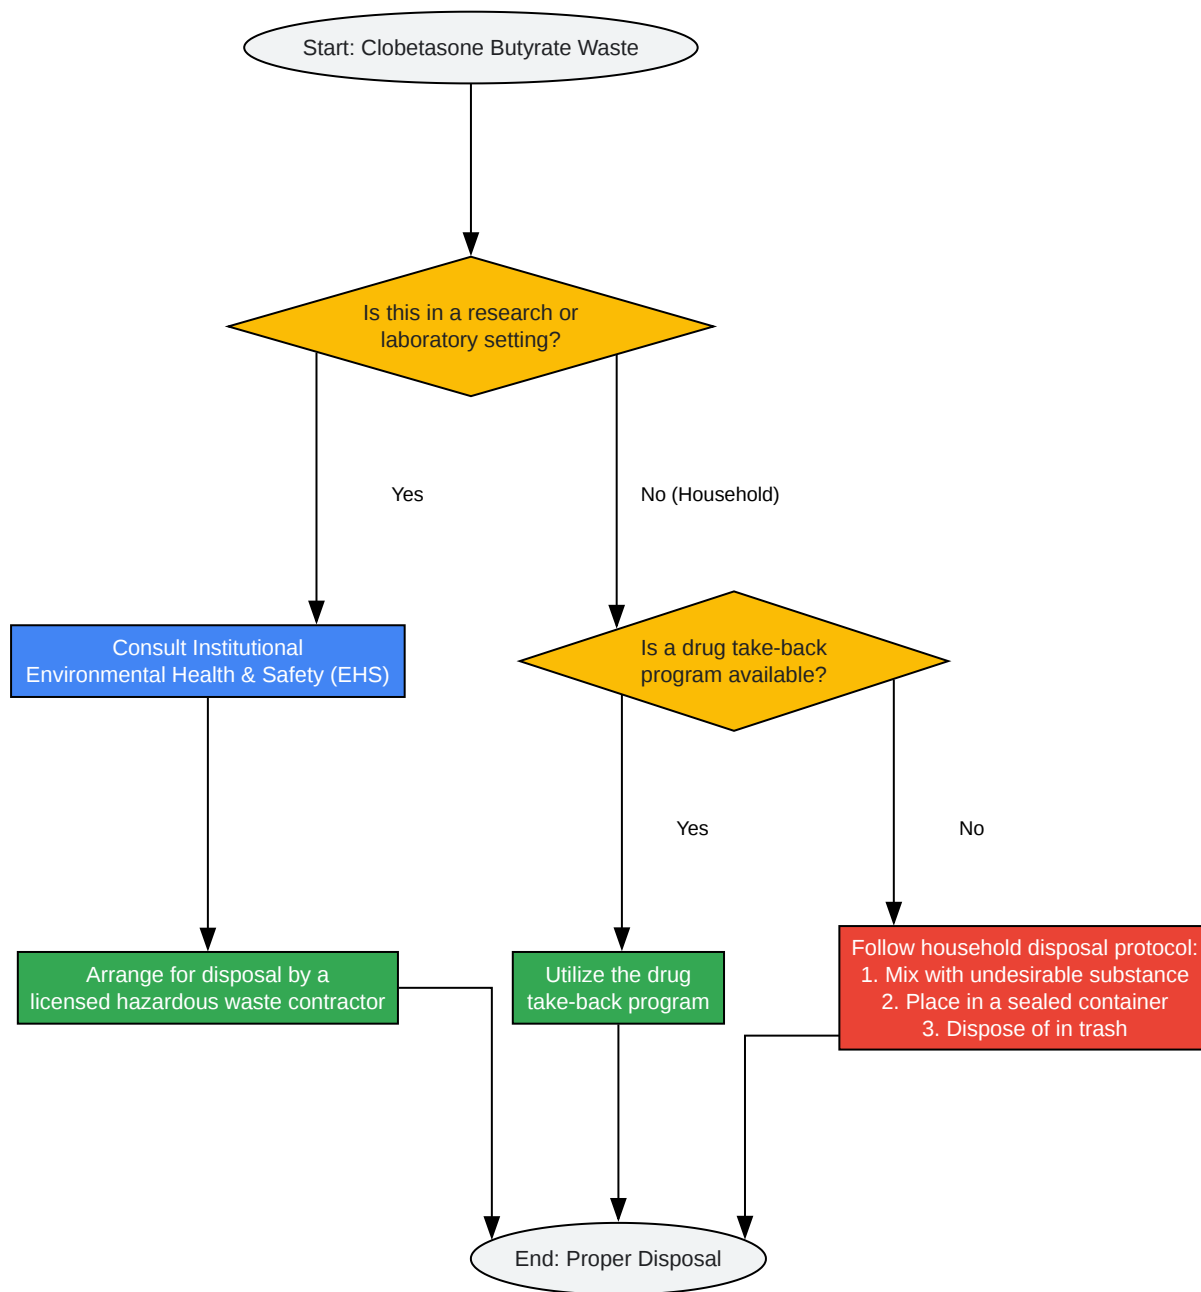 Start: Clobetasone Butyrate Waste
Is this in a research or
laboratory setting?
Yes
No (Household)
Consult Institutional
Environmental Health & Safety (EHS)
Is a drug take-back
program available?
Yes
No
Arrange for disposal by a
licensed hazardous waste contractor
Utilize the drug
take-back program
Follow household disposal protocol:
1. Mix with undesirable substance
2. Place in a sealed container
3. Dispose of in trash
End: Proper Disposal